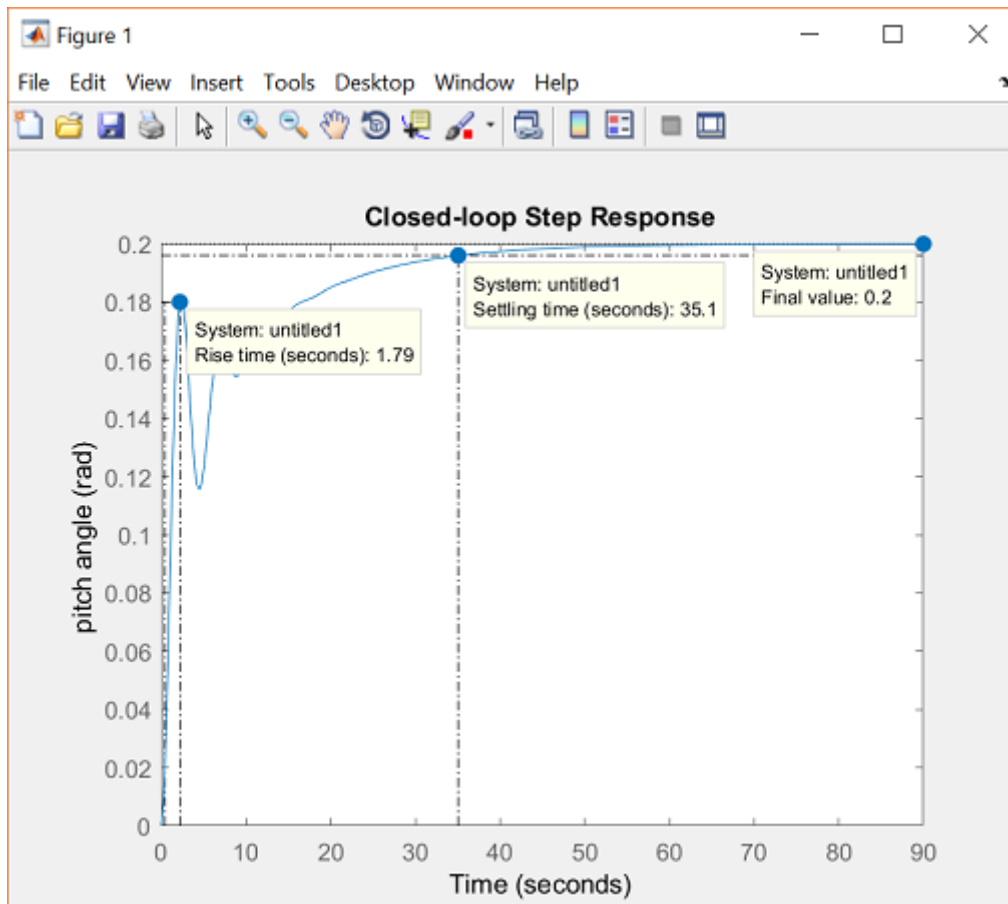 Figure 1
File Edit View Insert Tools Desktop Window Help
Closed-loop Step Response
0.2
0.18
0.16
0.14
0.12
0.1
0.08
0.06
0.04
0.02
0
pitch angle (rad)
System: untitled1
Rise time (seconds): 1.79
System: untitled1
Settling time (seconds): 35.1
System: untitled1
Final value: 0.2
0 10 20 30 40 50 60 70 80 90
Time (seconds)